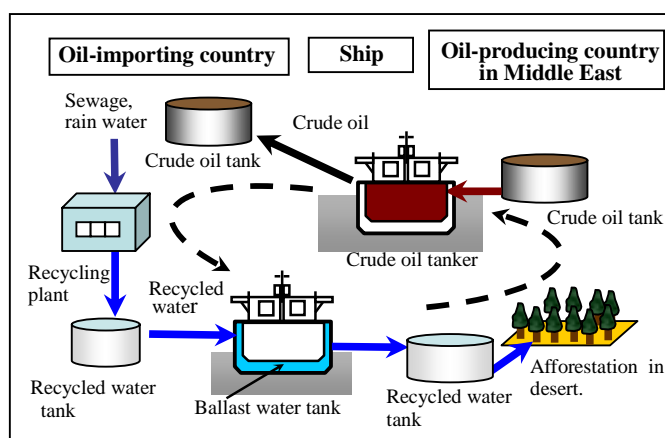 Oil-importing country
Ship
Oil-producing country
in Middle East
Sewage,
rain water
Crude oil
Crude oil tank
Crude oil tank
Crude oil tanker
Recycling
plant
Recycled
water
Recycled water
tank
Ballast water tank
Recycled water
tank
Afforestation in
desert.